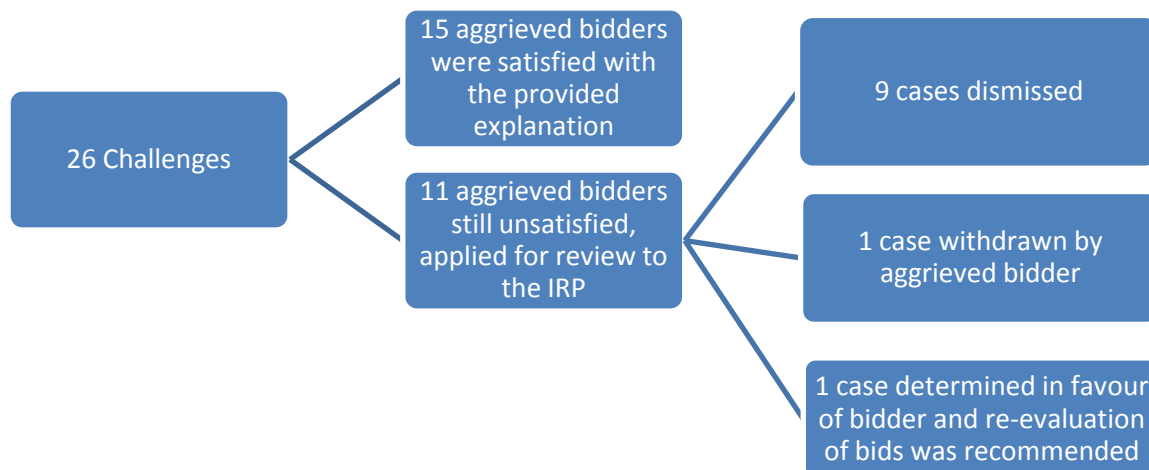 26 Challenges
15 aggrieved bidders
were satisfied with
the provided
explanation
11 aggrieved bidders
still unsatisfied,
applied for review to
the IRP
9 cases dismissed
1 case withdrawn by
aggrieved bidder
1 case determined in favour
of bidder and re-evaluation
of bids was recommended